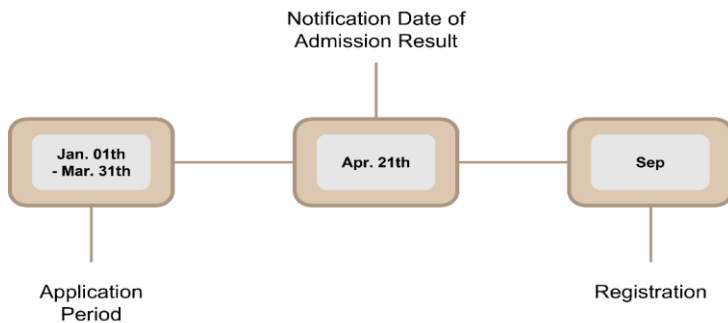 Notification Date of
Admission Result
Jan. 01th
- Mar. 31th
Apr. 21th
Sep
Application
Period
Registration